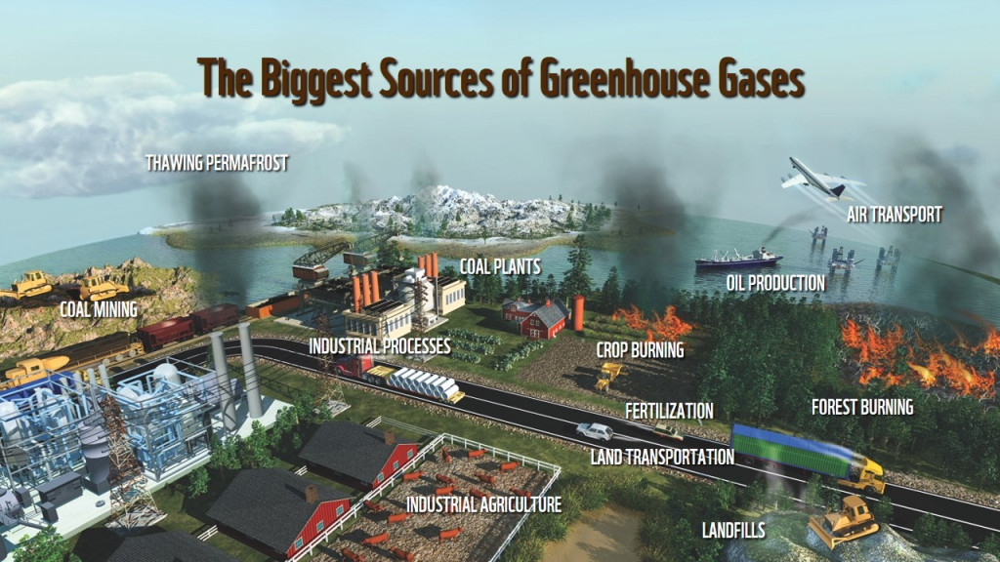 The Biggest Sources of Greenhouse Gases
THAWING PERMAFROST
AIR TRANSPORT
COAL PLANTS
OIL PRODUCTION
COAL MINING
INDUSTRIAL PROCESSES
CROP BURNING
FERTILIZATION
FOREST BURNING
LAND TRANSPORTATION
INDUSTRIAL AGRICULTURE
LANDFILLS